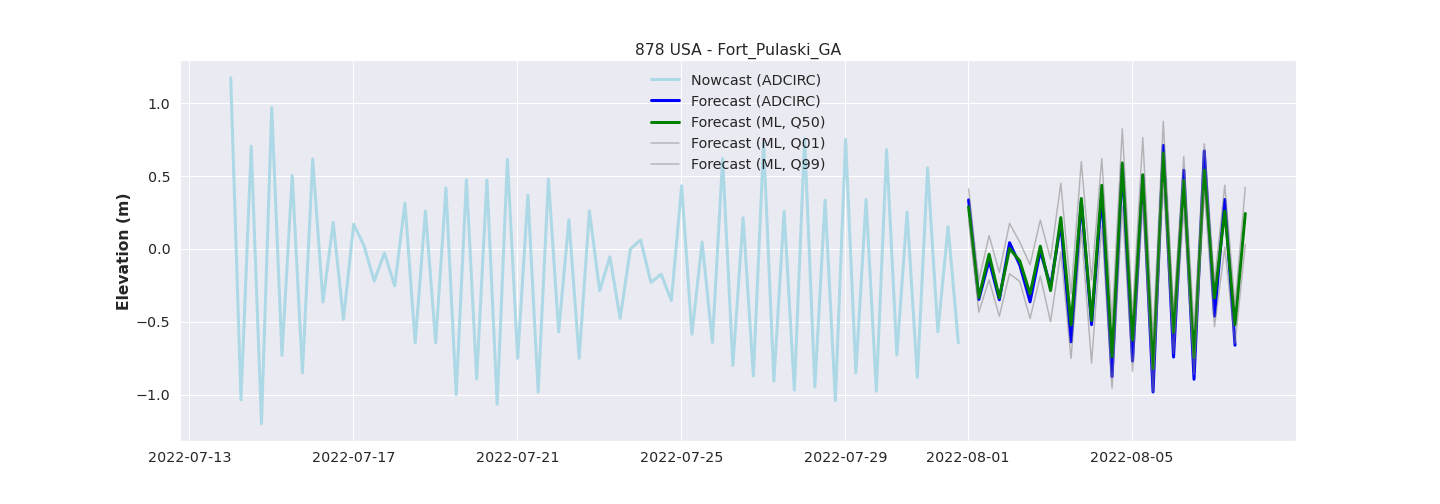 878 USA - Fort_Pulaski_GA
Nowcast (ADCIRC)
Forecast (ADCIRC)
Forecast (ML, Q50)
Forecast (ML, Q01)
Forecast (ML, Q99)
Elevation (m)
1.0
0.5
0.0
−0.5
−1.0
2022-07-13
2022-07-17
2022-07-21
2022-07-25
2022-07-29
2022-08-01
2022-08-05